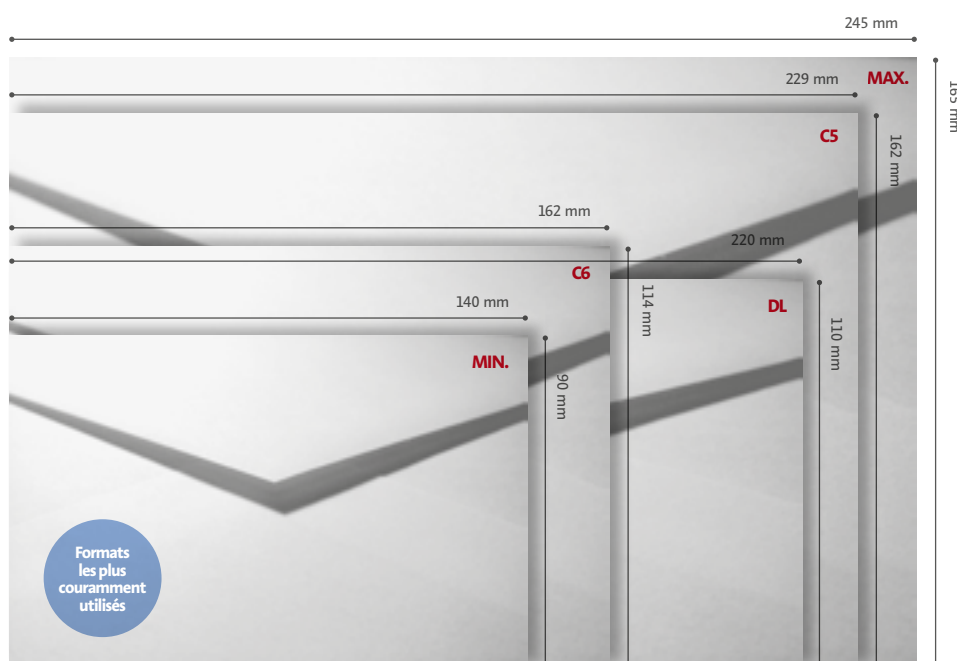 245 mm
MAX.
229 mm
C5
162 mm
162 mm
220 mm
C6
114 mm
140 mm
DL
110 mm
MIN.
90 mm
mm
Formats
les plus
couramment
utilisés